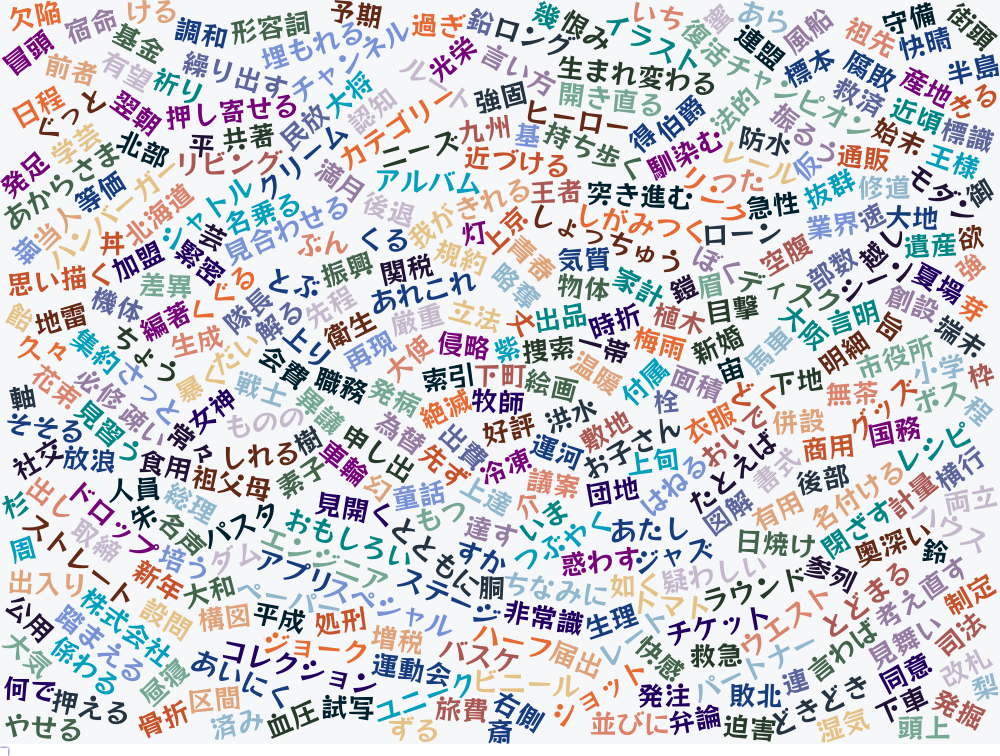 欠陥
宿命
ける
予期
過ぎ
鉛
ロング
幾
恨み
いち
イラスト
あら
復活
連盟
風船
祖先
守備
街頭
冒頭
基金
調和
形容詞
埋もれる
チャンネル
光栄
言い方
生まれ変わる
チャンピオン
標本
快晴
半島
前者
有望
祈り
繰り出す
大将
認知
強固
開き直る
伯爵
法的
腐敗
救済
産地
きる
日程
ぐっと
翌朝
押し寄せる
民放
カテゴリー
ヒーロー
得
振るう
近頃
標識
学芸
北部
平
共著
クリーム
ニーズ
九州
基
持ち歩く
馴染む
防水
始末
王様
発足
あからさま
等価
リビング
満月
近づける
レール
仮
通販
ハンバーガー
シャトル
名乗る
アルバム
王者
突き進む
リーグ
つた
急性
抜群
修道
モダン
御
当人
北海道
見合わせる
後退
我が
きれる
しがみつく
ローン
業界
速
大地
欲
丼
加盟
緊密
芸
ぶん
くる
灯
上京
しょっちゅう
ぼく
空腹
部数
越し
遺産
強
思い描く
差異
ぐる
とぶ
振興
関税
規約
青春
気質
家計
鎧
眉
ディスク
シーン
夏場
飴
地雷
機体
編著
く
隊長
解る
先程
あれこれ
略奪
物体
目撃
大阪
言明
創設
芽
久々
集約
ちょう
生成
上り
衛生
厳重
立法
丈
出品
時折
植木
新婚
馬車
明細
旨
端末
花束
必修
さっと
暴く
だい
会費
再現
大使
侵略
紫
捜索
一帯
梅雨
宙
市役所
小学
枠
軸
見習う
疎い
女神
戦士
職務
発病
索引
下町
絵画
温暖
付属
面積
どく
下地
無茶
グッズ
ボス
程
そそる
社交
放浪
常々
ものの
異議
為替
絶滅
牧師
好評
洪水
敷地
栓
衣服
おいで
併設
商用
国務
レシピ
食用
祖父母
しれる
樹
車輪
申し出
先ず
出費
冷凍
運河
お子さん
上旬
はねる
たとえば
書式
後部
横行
杉
出し
ドロップ
人員
総理
素子
見開く
幻
童話
上達
介
議案
団地
図解
有用
名付ける
計量
両立
周
ストレート
取締
朱
名声
パスタ
おもしろい
エンジニア
ともに
もつ
達す
いま
つぶやく
あたし
日焼け
閉ざす
奥深い
鈴
ペンス
出入り
新年
培う
ダム
アプリ
スペシャル
ステージ
すか
胴
ちなみに
惑わす
ジャズ
疑わしい
ラウンド
参列
どまる
考え直す
制定
公用
株式会社
設問
大和
ペーパー
構図
平成
処刑
増税
非常識
生理
如く
トマト
チケット
ウエスト
見舞い
司法
大気
踏まえる
係わる
コレクション
ジョーク
運動会
バスケ
ハーフ
届出
レート
快感
救急
パートナー
言わば
同意
改札
梨
何で
押える
昼寝
あいにく
区間
ユニーク
ビニール
ショット
発注
敗北
連
どきどき
下車
発掘
やせる
骨折
済み
血圧
試写
ずる
旅費
右側
斎
並びに
弁論
迫害
湿気
頭上